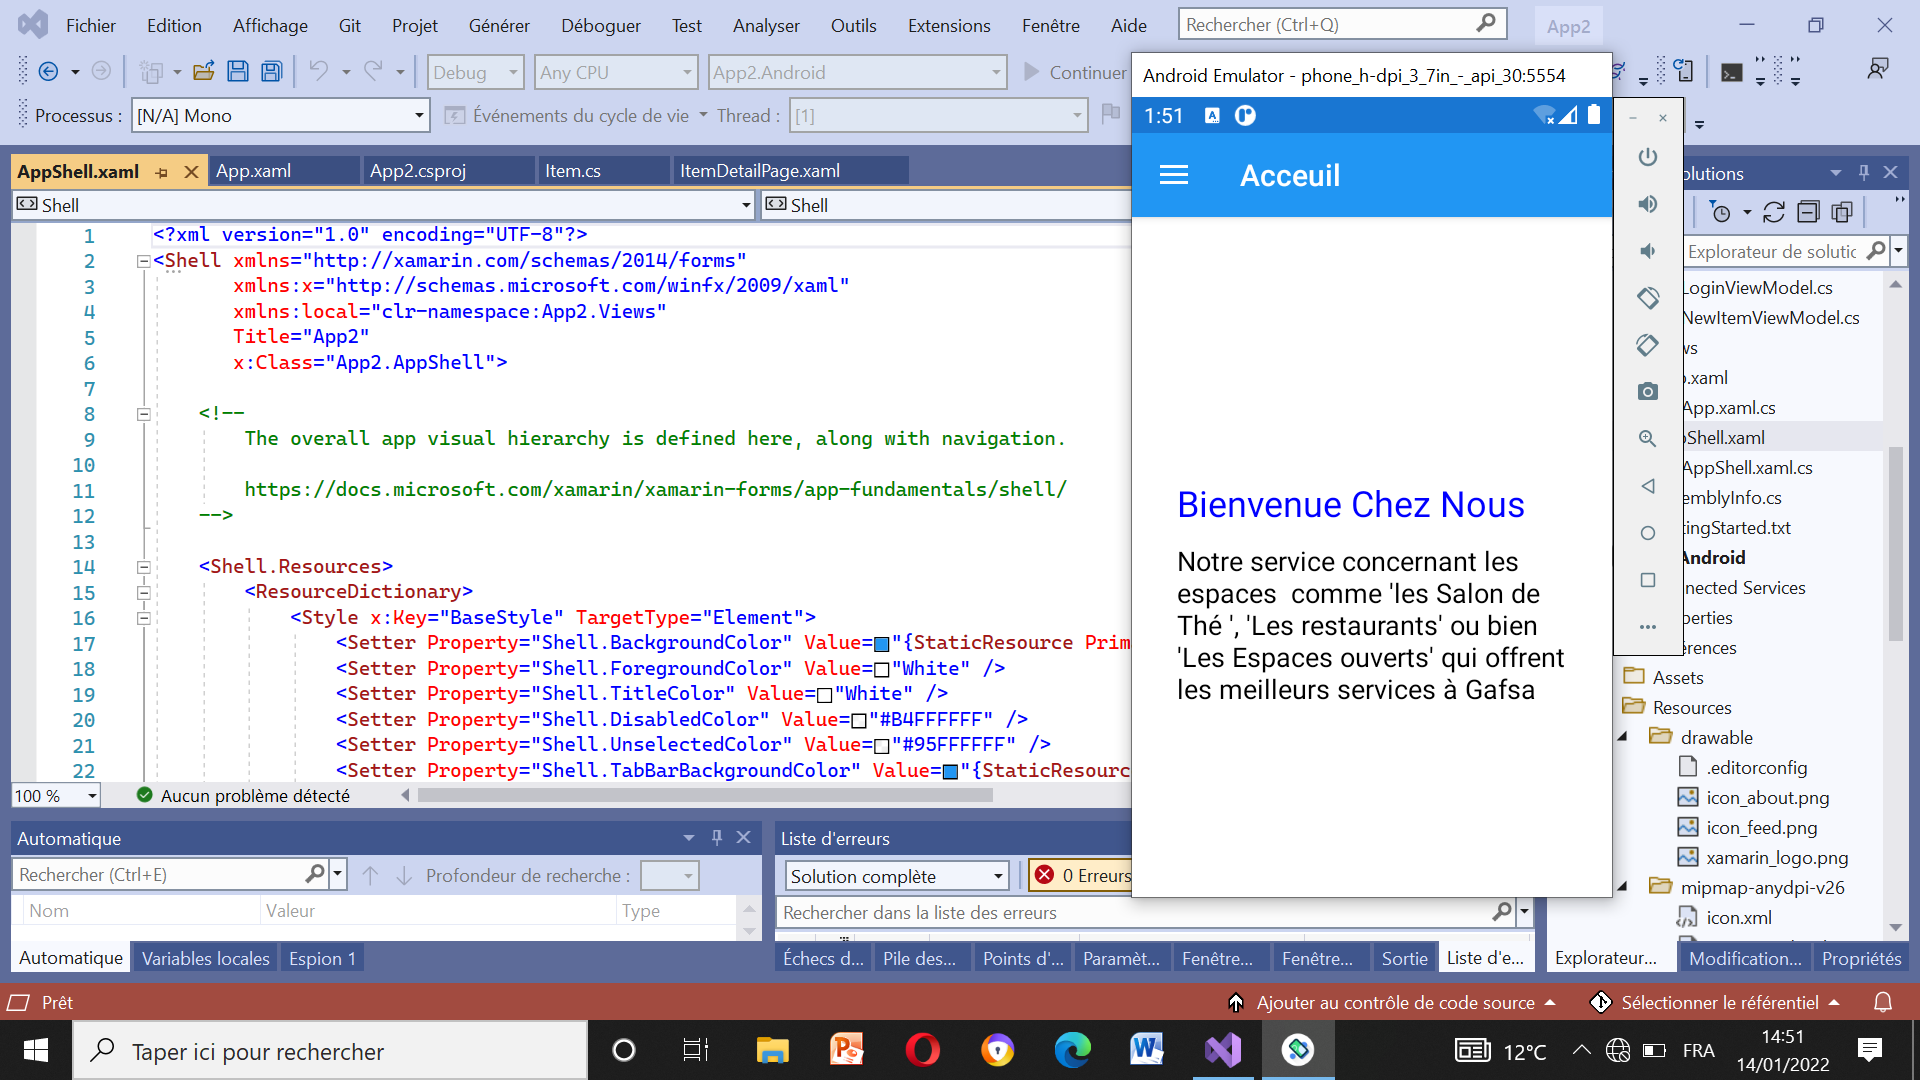 Fichier Edition Affichage Git Projet Générer Déboguer Test Analyser Outils Extensions Fenêtre Aide Rechercher (Ctrl+Q) App2
Debug Any CPU App2.Android Continuer
Processus : [N/A] Mono Événements du cycle de vie Thread : [1]
AppShell.xaml App.xaml App2.csproj Item.cs ItemDetailPage.xaml
Shell Shell
1 <?xml version="1.0" encoding="UTF-8"?>
2 <Shell xmlns="http://xamarin.com/schemas/2014/forms"
3 xmlns:x="http://schemas.microsoft.com/winfx/2009/xaml"
4 xmlns:local="clr-namespace:App2.Views"
5 Title="App2"
6 x:Class="App2.AppShell">
7
8 <!--
9 The overall app visual hierarchy is defined here, along with navigation.
10
11 https://docs.microsoft.com/xamarin/xamarin-forms/app-fundamentals/shell/
12 -->
13
14 <Shell.Resources>
15 <ResourceDictionary>
16 <Style x:Key="BaseStyle" TargetType="Element">
17 <Setter Property="Shell.BackgroundColor" Value="{StaticResource Prim
18 <Setter Property="Shell.ForegroundColor" Value="White" />
19 <Setter Property="Shell.TitleColor" Value="White" />
20 <Setter Property="Shell.DisabledColor" Value="#B4FFFFFF" />
21 <Setter Property="Shell.UnselectedColor" Value="#95FFFFFF" />
22 <Setter Property="Shell.TabBarBackgroundColor" Value="{StaticResourc
100 % Aucun problème détecté
Android Emulator - phone_h-dpi_3_7in_-_api_30:5554
1:51
Acceuil
Bienvenue Chez Nous
Notre service concernant les
espaces  comme 'les Salon de
Thé ', 'Les restaurants' ou bien
'Les Espaces ouverts' qui offrent
les meilleurs services à Gafsa
olutions
Explorateur de solutic
LoginViewModel.cs
NewItemViewModel.cs
ws
p.xaml
App.xaml.cs
pShell.xaml
AppShell.xaml.cs
emblyInfo.cs
tingStarted.txt
Android
nnected Services
perties
érences
Assets
Resources
drawable
.editorconfig
icon_about.png
icon_feed.png
xamarin_logo.png
mipmap-anydpi-v26
icon.xml
Automatique
Rechercher (Ctrl+E) Profondeur de recherche :
Nom Valeur Type
Automatique Variables locales Espion 1
Liste d'erreurs
Solution complète 0 Erreurs
Rechercher dans la liste des erreurs
Échecs d... Pile des... Points d'... Paramèt... Fenêtre... Fenêtre... Sortie Liste d'e...
Explorateur... Modification... Propriétés
Prêt Ajouter au contrôle de code source Sélectionner le référentiel
Taper ici pour rechercher 12°C FRA 14:51
14/01/2022